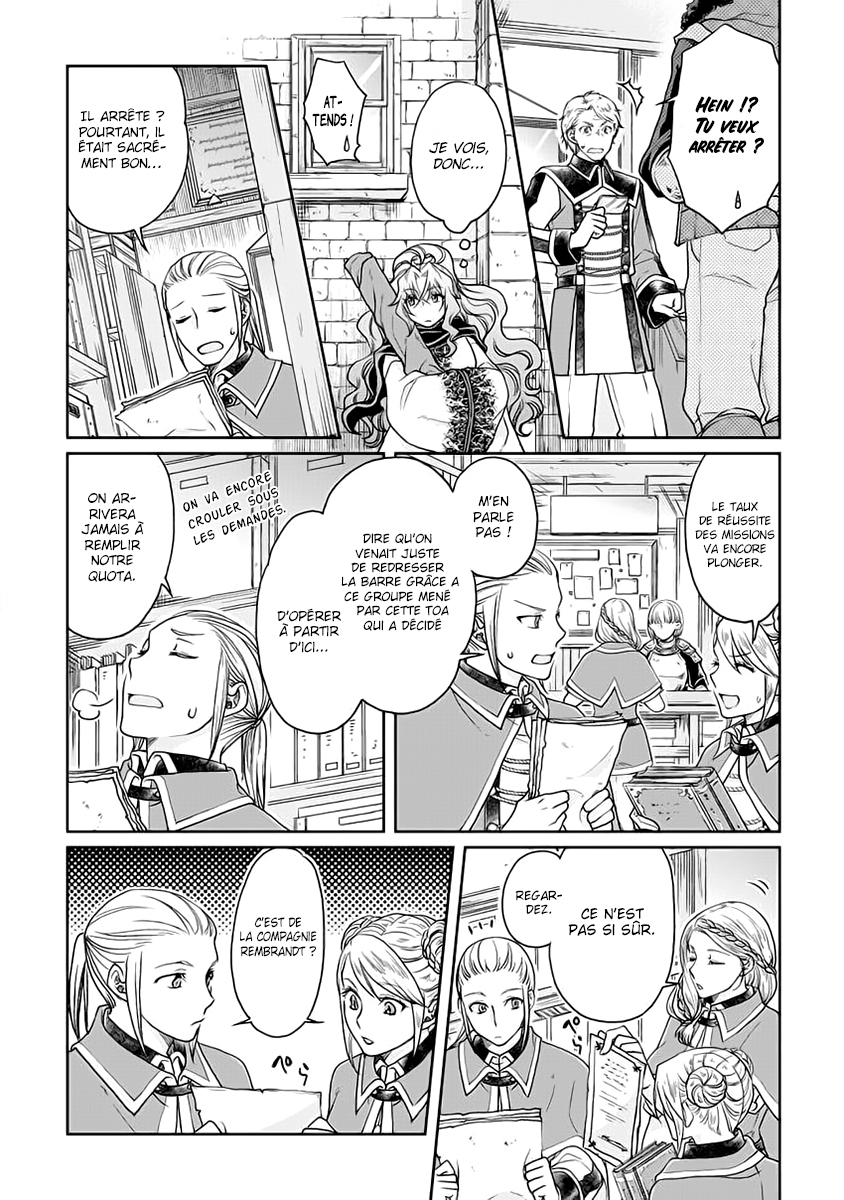 HEIN !?
TU VEUX
ARRÊTER ?
JE VOIS,
DONC...
AT-
TENDS !
IL ARRÊTE ?
POURTANT, IL
ÉTAIT SACRÉ-
MENT BON...
LE TAUX
DE RÉUSSITE
DES MISSIONS
VA ENCORE
PLONGER.
M'EN
PARLE
PAS !
DIRE QU'ON
VENAIT JUSTE
DE REDRESSER
LA BARRE GRÂCE A
CE GROUPE MENÉ
PAR CETTE TOA
QUI A DÉCIDÉ
D'OPÉRER
À PARTIR
D'ICI...
ON VA ENCORE
CROULER SOUS
LES DEMANDES.
ON AR-
RIVERA
JAMAIS À
REMPLIR
NOTRE
QUOTA.
CE N'EST
PAS SI SÛR.
REGAR-
DEZ.
ぺら
C'EST DE
LA COMPAGNIE
REMBRANDT ?
ぺら